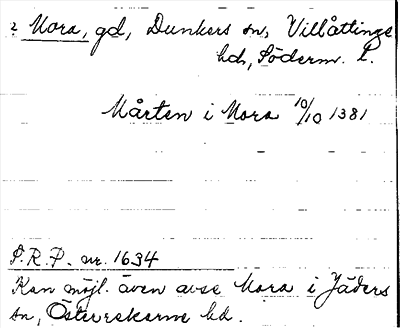 2 Mora, gd, Dunkers sn, Villåttinge
hd, Söderm. l.
Mårten i Mora 10/10 1381
S.R.P. nr. 1634
Kan möjl. även avse Mora i Jäders
sn, Österrekarne hd.